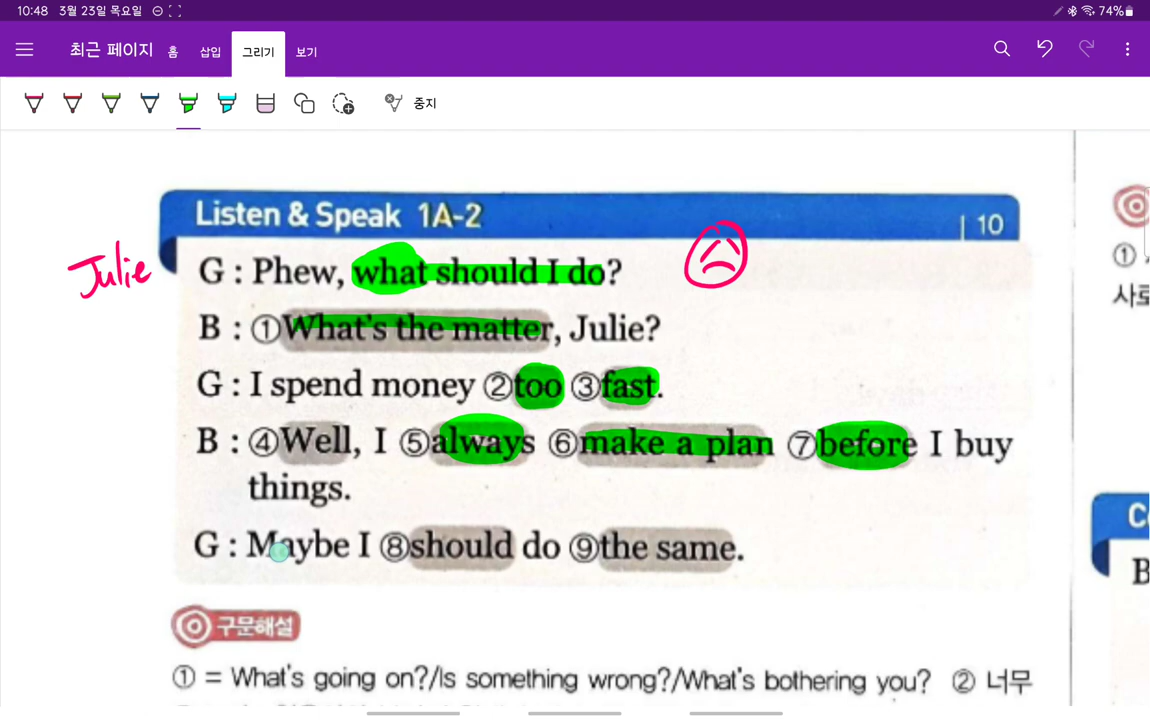 10:48 3월 23일 목요일
74%
최근 페이지 홈 삽입 그리기 보기
중지
Listen & Speak 1A-2
10
Julie
G : Phew, what should I do?
B : ①What's the matter, Julie?
G : I spend money ②too ③fast.
B : ④Well, I ⑤always ⑥make a plan ⑦before I buy
things.
G : Maybe I ⑧should do ⑨the same.
구문해설
① = What's going on?/Is something wrong?/What's bothering you? ② 너무
①
사로
C
B